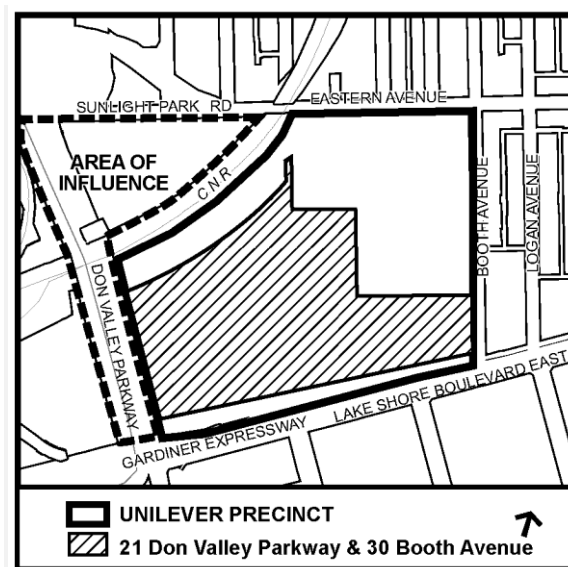 SUNLIGHT PARK RD
EASTERN AVENUE
AREA OF
INFLUENCE
CNR
BOOTH AVENUE
LOGAN AVENUE
DON VALLEY PARKWAY
LAKE SHORE BOULEVARD EAST
GARDINER EXPRESSWAY
UNILEVER PRECINCT
21 Don Valley Parkway & 30 Booth Avenue